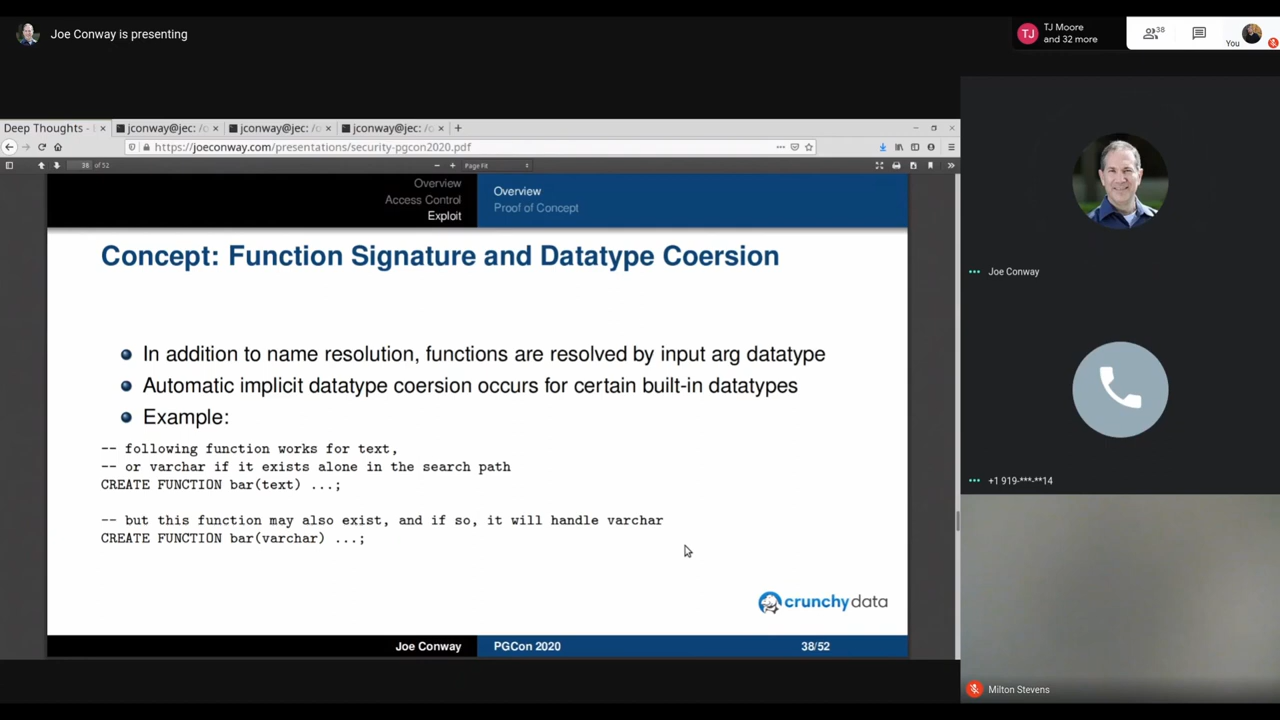 Joe Conway is presenting
TJ
TJ Moore
and 32 more
38
You
Deep Thoughts -
jconway@jec: /o
jconway@jec: /o
jconway@jec: /o
https://joeconway.com/presentations/security-pgcon2020.pdf
38 of 52
Page Fit
Overview
Access Control
Exploit
Overview
Proof of Concept
Concept: Function Signature and Datatype Coersion
In addition to name resolution, functions are resolved by input arg datatype
Automatic implicit datatype coersion occurs for certain built-in datatypes
Example:
-- following function works for text,
-- or varchar if it exists alone in the search path
CREATE FUNCTION bar(text) ...;
-- but this function may also exist, and if so, it will handle varchar
CREATE FUNCTION bar(varchar) ...;
crunchydata
Joe Conway
PGCon 2020
38/52
Joe Conway
+1 919-***-**14
Milton Stevens